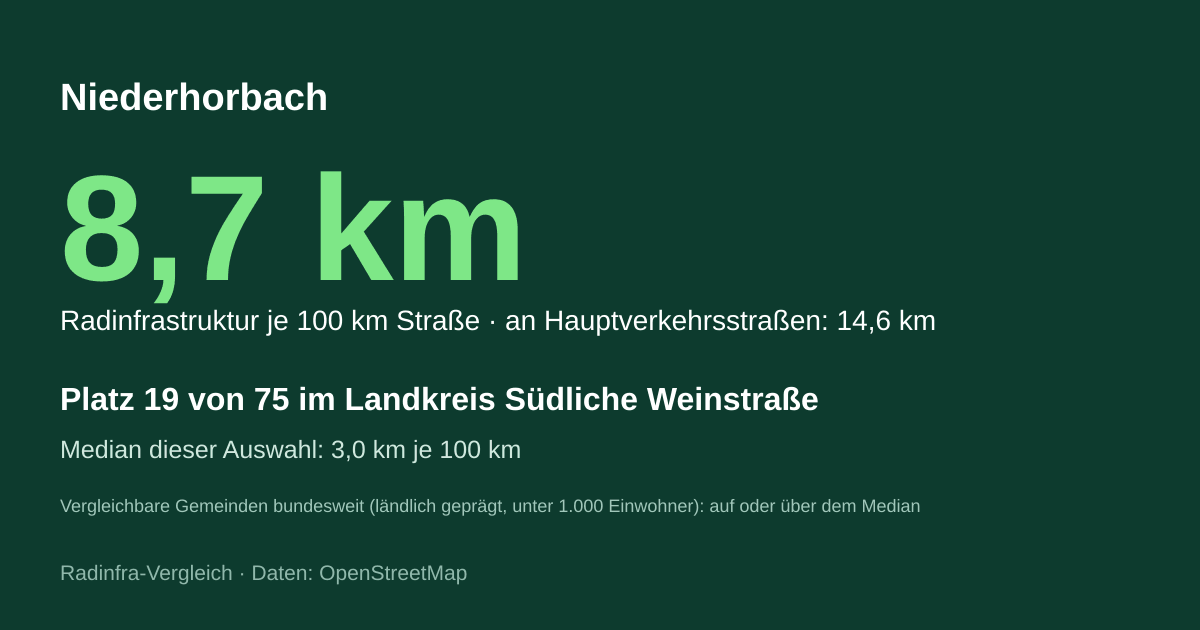 Niederhorbach
8,7 km
Radinfrastruktur je 100 km Straße · an Hauptverkehrsstraßen: 14,6 km
Platz 19 von 75 im Landkreis Südliche Weinstraße
Median dieser Auswahl: 3,0 km je 100 km
Vergleichbare Gemeinden bundesweit (ländlich geprägt, unter 1.000 Einwohner): auf oder über dem Median
Radinfra-Vergleich · Daten: OpenStreetMap